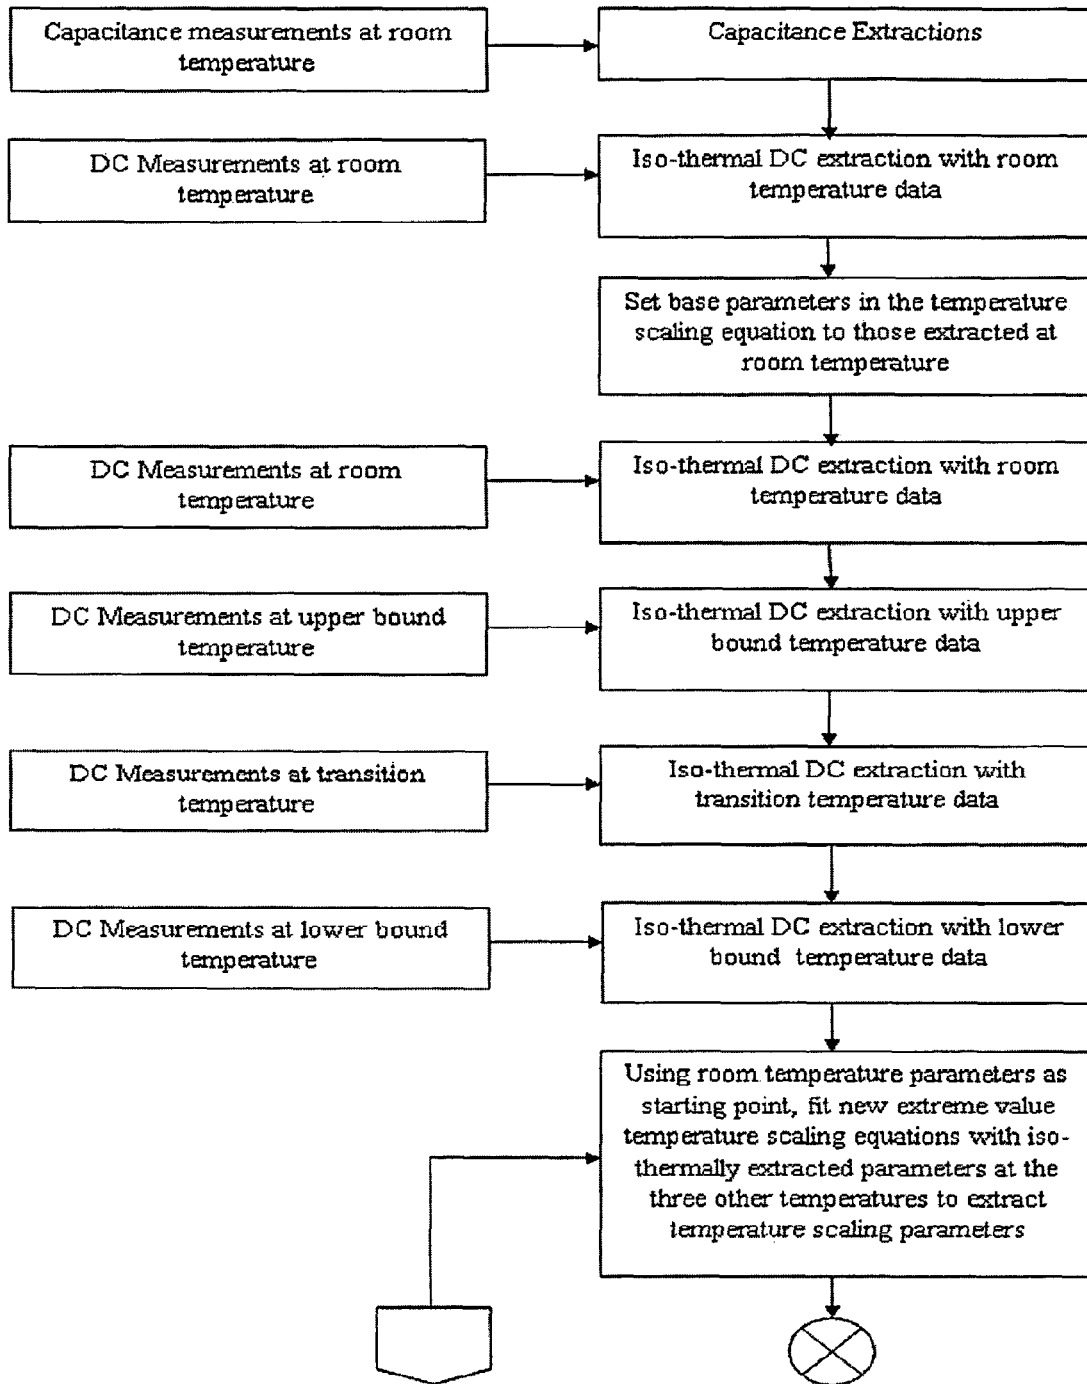 Capacitance measurements at room
temperature
Capacitance Extractions
DC Measurements at room
temperature
Iso-thermal DC extraction with room
temperature data
Set base parameters in the temperature
scaling equation to those extracted at
room temperature
DC Measurements at room
temperature
Iso-thermal DC extraction with room
temperature data
DC Measurements at upper bound
temperature
Iso-thermal DC extraction with upper
bound temperature data
DC Measurements at transition
temperature
Iso-thermal DC extraction with
transition temperature data
DC Measurements at lower bound
temperature
Iso-thermal DC extraction with lower
bound temperature data
Using room temperature parameters as
starting point, fit new extreme value
temperature scaling equations with iso-
thermally extracted parameters at the
three other temperatures to extract
temperature scaling parameters